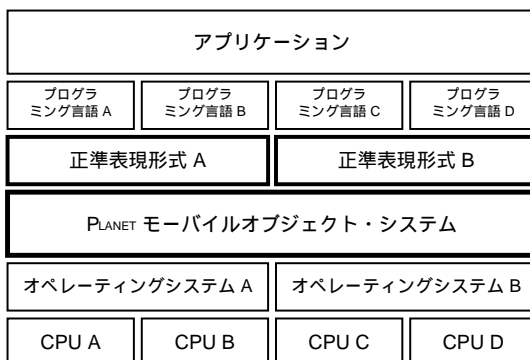 アプリケーション
プログラ
ミング言語 A
プログラ
ミング言語 B
プログラ
ミング言語 C
プログラ
ミング言語 D
正準表現形式 A
正準表現形式 B
PLANET モーバイルオブジェクト・システム
オペレーティングシステム A
オペレーティングシステム B
CPU A
CPU B
CPU C
CPU D